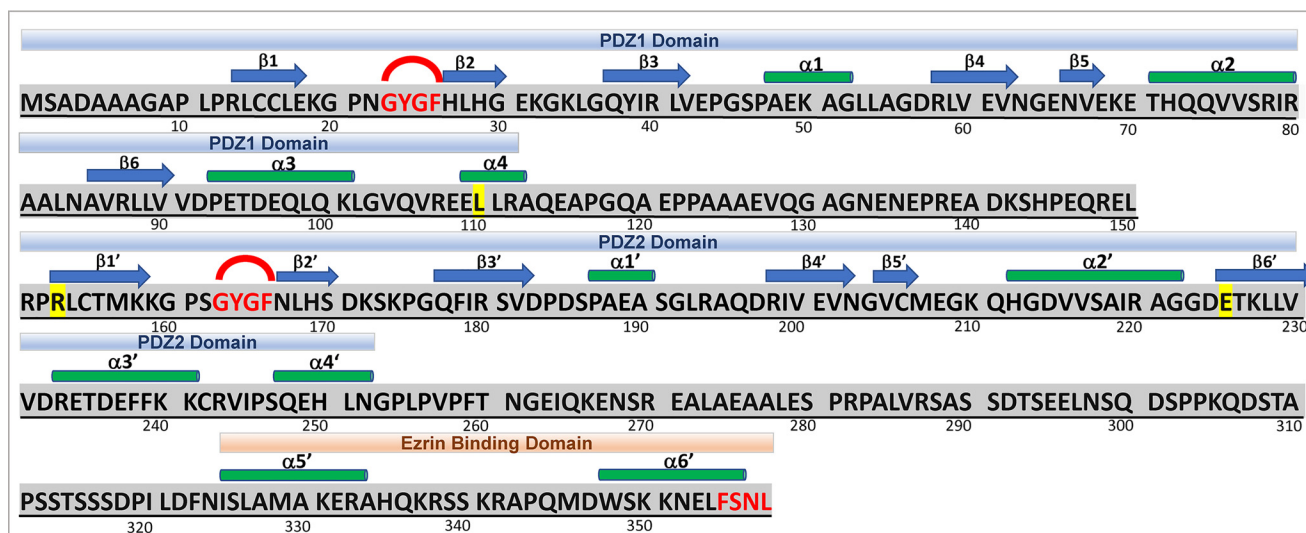 PDZ1 Domain
β1 β2 β3 α1 β4 β5 α2
MSADAAAGAP LPRLCCLEKG PNGYGFHLHG EKGKLGQYIR LVEPGSPAEK AGLLAGDRLV EVNGENVEKE THQQVVSRIR
10 20 30 40 50 60 70 80
PDZ1 Domain
β6 α3 α4
AALNAVRLLV VDPETDEQLQ KLGVQVREEL LRAQEAPGQA EPPAAAEVQG AGNENEPREA DKSHPEQREL
90 100 110 120 130 140 150
PDZ2 Domain
β1’ β2’ β3’ α1’ β4’ β5’ α2’ β6’
RPRLCTMKKGP SGYGFNLHS DKSKPGQFIR SVDPDSPAEA SGLRAQDRIV EVNGVCMEGK QHGDVVSAIR AGGDETKLLV
160 170 180 190 200 210 220 230
PDZ2 Domain
α3’ α4‘
VDRETDEFFK KCRVIPSQEH LNGPLPVPFT NGEIQKENSR EALAEAALES PRPALVRSAS SDTSEELNSQ DSPPKQDSTA
240 250 260 270 280 290 300 310
Ezrin Binding Domain
α5’ α6’
PSSTSSSDPI LDFNISLAMA KERAHQKRSS KRAPQMDWSK KNELFSNL
320 330 340 350